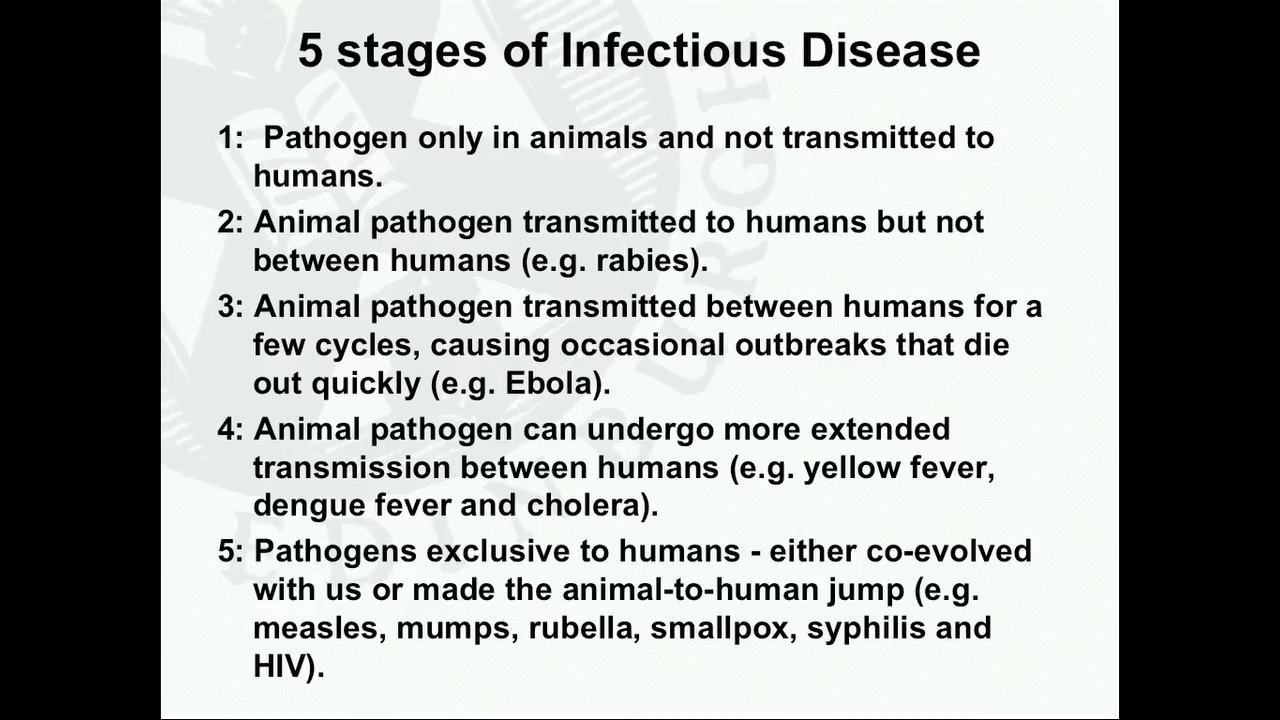 5 stages of Infectious Disease
1: Pathogen only in animals and not transmitted to
humans.
2: Animal pathogen transmitted to humans but not
between humans (e.g. rabies).
3: Animal pathogen transmitted between humans for a
few cycles, causing occasional outbreaks that die
out quickly (e.g. Ebola).
4: Animal pathogen can undergo more extended
transmission between humans (e.g. yellow fever,
dengue fever and cholera).
5: Pathogens exclusive to humans - either co-evolved
with us or made the animal-to-human jump (e.g.
measles, mumps, rubella, smallpox, syphilis and
HIV).
EDINBURGH